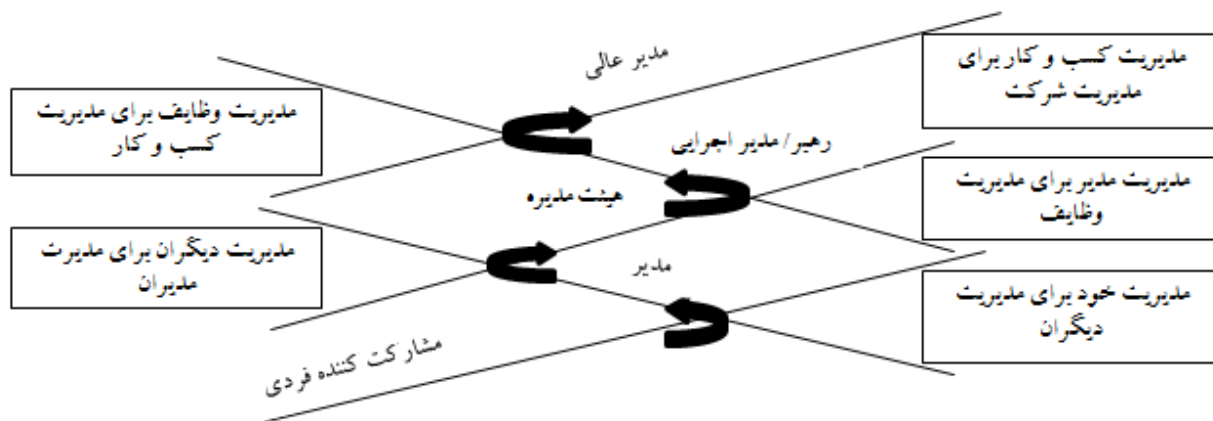 مدیر عالی
مدیریت کسب و کار برای
مدیریت شرکت
مدیریت وظایف برای مدیریت
کسب و کار
رهبر/ مدیر اجرایی
هیئت مدیره
مدیریت مدیر برای مدیریت
وظایف
مدیریت دیگران برای مدیرت
مدیران
مدیر
مدیریت خود برای مدیریت
دیگران
مشارکت کننده فردی